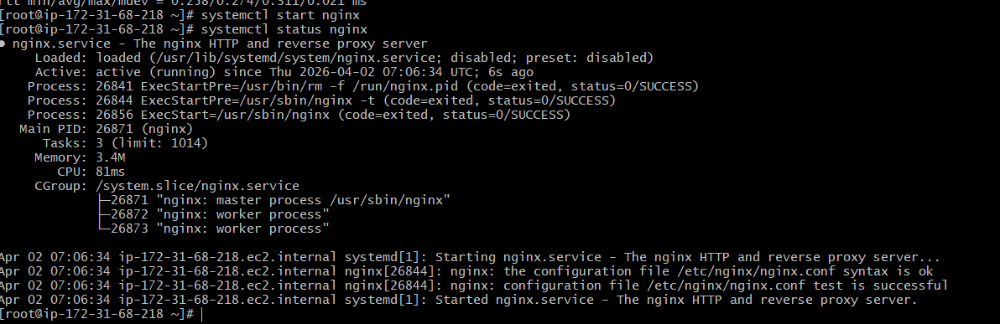 rtt min/avg/max/mdev = 0.258/0.274/0.311/0.021 ms
[root@ip-172-31-68-218 ~]# systemctl start nginx
[root@ip-172-31-68-218 ~]# systemctl status nginx
● nginx.service - The nginx HTTP and reverse proxy server
     Loaded: loaded (/usr/lib/systemd/system/nginx.service; disabled; preset: disabled)
     Active: active (running) since Thu 2026-04-02 07:06:34 UTC; 6s ago
    Process: 26841 ExecStartPre=/usr/bin/rm -f /run/nginx.pid (code=exited, status=0/SUCCESS)
    Process: 26844 ExecStartPre=/usr/sbin/nginx -t (code=exited, status=0/SUCCESS)
    Process: 26856 ExecStart=/usr/sbin/nginx (code=exited, status=0/SUCCESS)
   Main PID: 26871 (nginx)
      Tasks: 3 (limit: 1014)
     Memory: 3.4M
        CPU: 81ms
     CGroup: /system.slice/nginx.service
             ├─26871 "nginx: master process /usr/sbin/nginx"
             ├─26872 "nginx: worker process"
             └─26873 "nginx: worker process"
Apr 02 07:06:34 ip-172-31-68-218.ec2.internal systemd[1]: Starting nginx.service - The nginx HTTP and reverse proxy server...
Apr 02 07:06:34 ip-172-31-68-218.ec2.internal nginx[26844]: nginx: the configuration file /etc/nginx/nginx.conf syntax is ok
Apr 02 07:06:34 ip-172-31-68-218.ec2.internal nginx[26844]: nginx: configuration file /etc/nginx/nginx.conf test is successful
Apr 02 07:06:34 ip-172-31-68-218.ec2.internal systemd[1]: Started nginx.service - The nginx HTTP and reverse proxy server.
[root@ip-172-31-68-218 ~]#